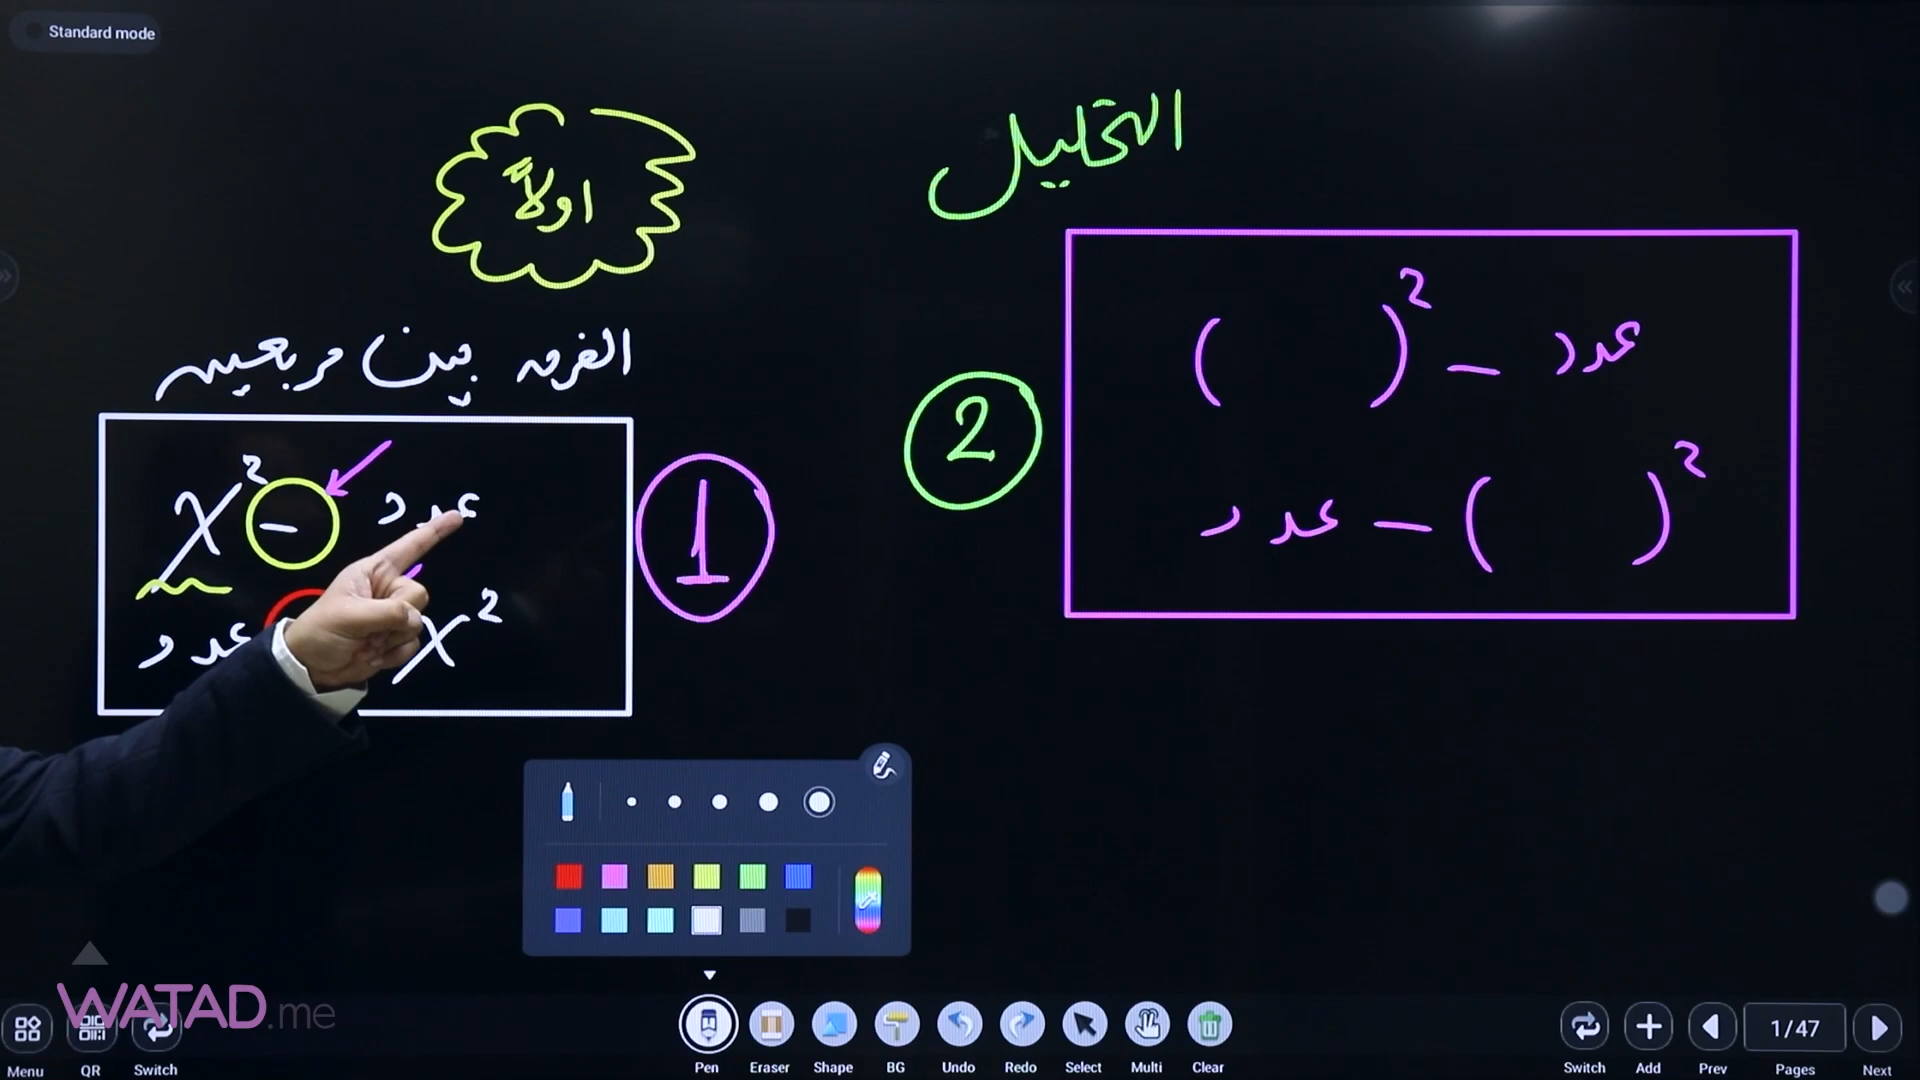 Standard mode
التحليل
اولاً
الفرق بين مربعين
x² − عدد
عدد
x²
1
2
( )² − عدد
عدد − ( )²
WATAD.me
Menu QR Switch
Pen Eraser Shape BG Undo Redo Select Multi Clear
1/47
Switch Add Prev Pages Next